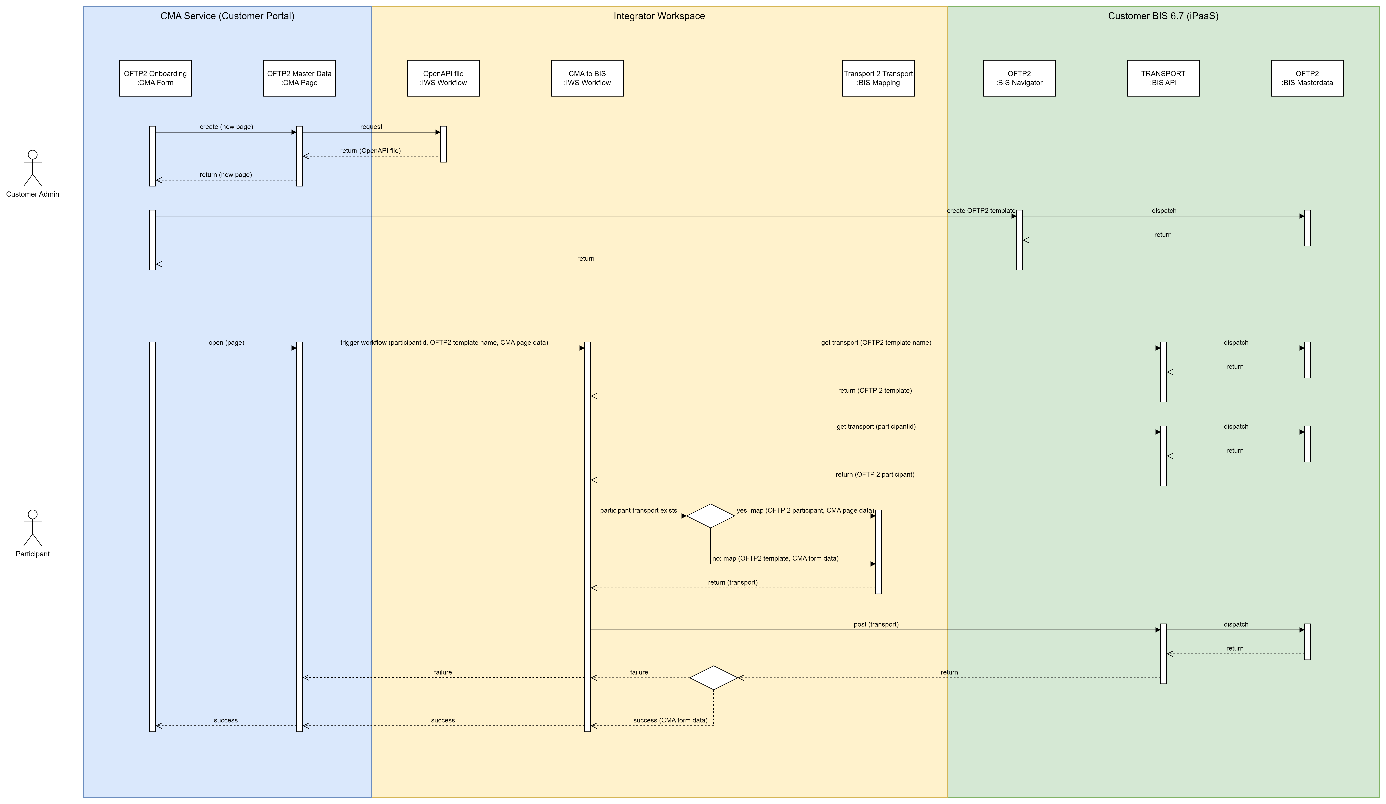 CMA Service (Customer Portal)
Integrator Workspace
Customer BIS 6.7 (iPaaS)
OFTP2 Onboarding
:CMA Form
OFTP2 Master Data
:CMA Page
OpenAPI file
:IWS Workflow
CMA to BIS
:IWS Workflow
Transport 2 Transport
:BIS Mapping
OFTP2
:BIS Navigator
TRANSPORT
BIS API
OFTP2
:BIS Masterdata
create (new page)
request
return (OpenAPI file)
return (new page)
Customer Admin
create OFTP2 template
dispatch
return
return
open (page)
trigger workflow (participantId, OFTP2 template name, CMA page data)
get transport (OFTP2 template name)
dispatch
return
return (OFTP2 template)
get transport (participantId)
dispatch
return
return (OFTP2 participant)
participant transport exists
yes: map (OFTP2 participant, CMA page data)
Participant
no: map (OFTP2 template, CMA form data)
return (transport)
post (transport)
dispatch
return
failure
failure
return
success
success
success (CMA form data)